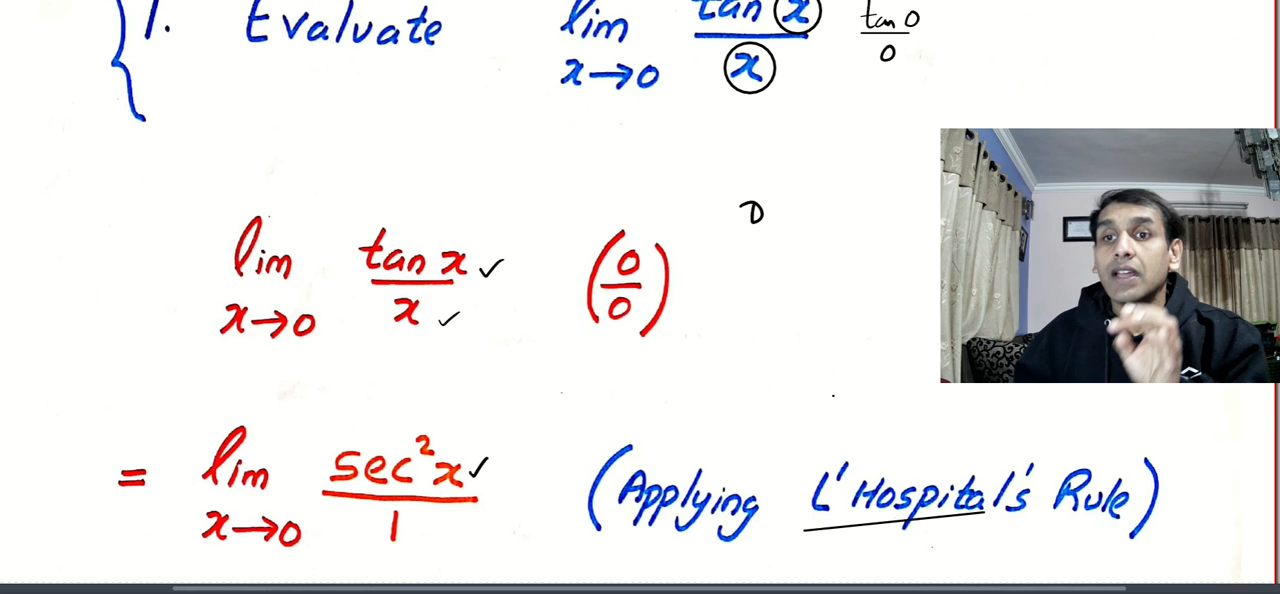 1. Evaluate lim x→0 tan x / x tan 0 / 0
lim x→0 tan x / x (0/0)
= lim x→0 sec²x / 1 (Applying L'Hospital's Rule)